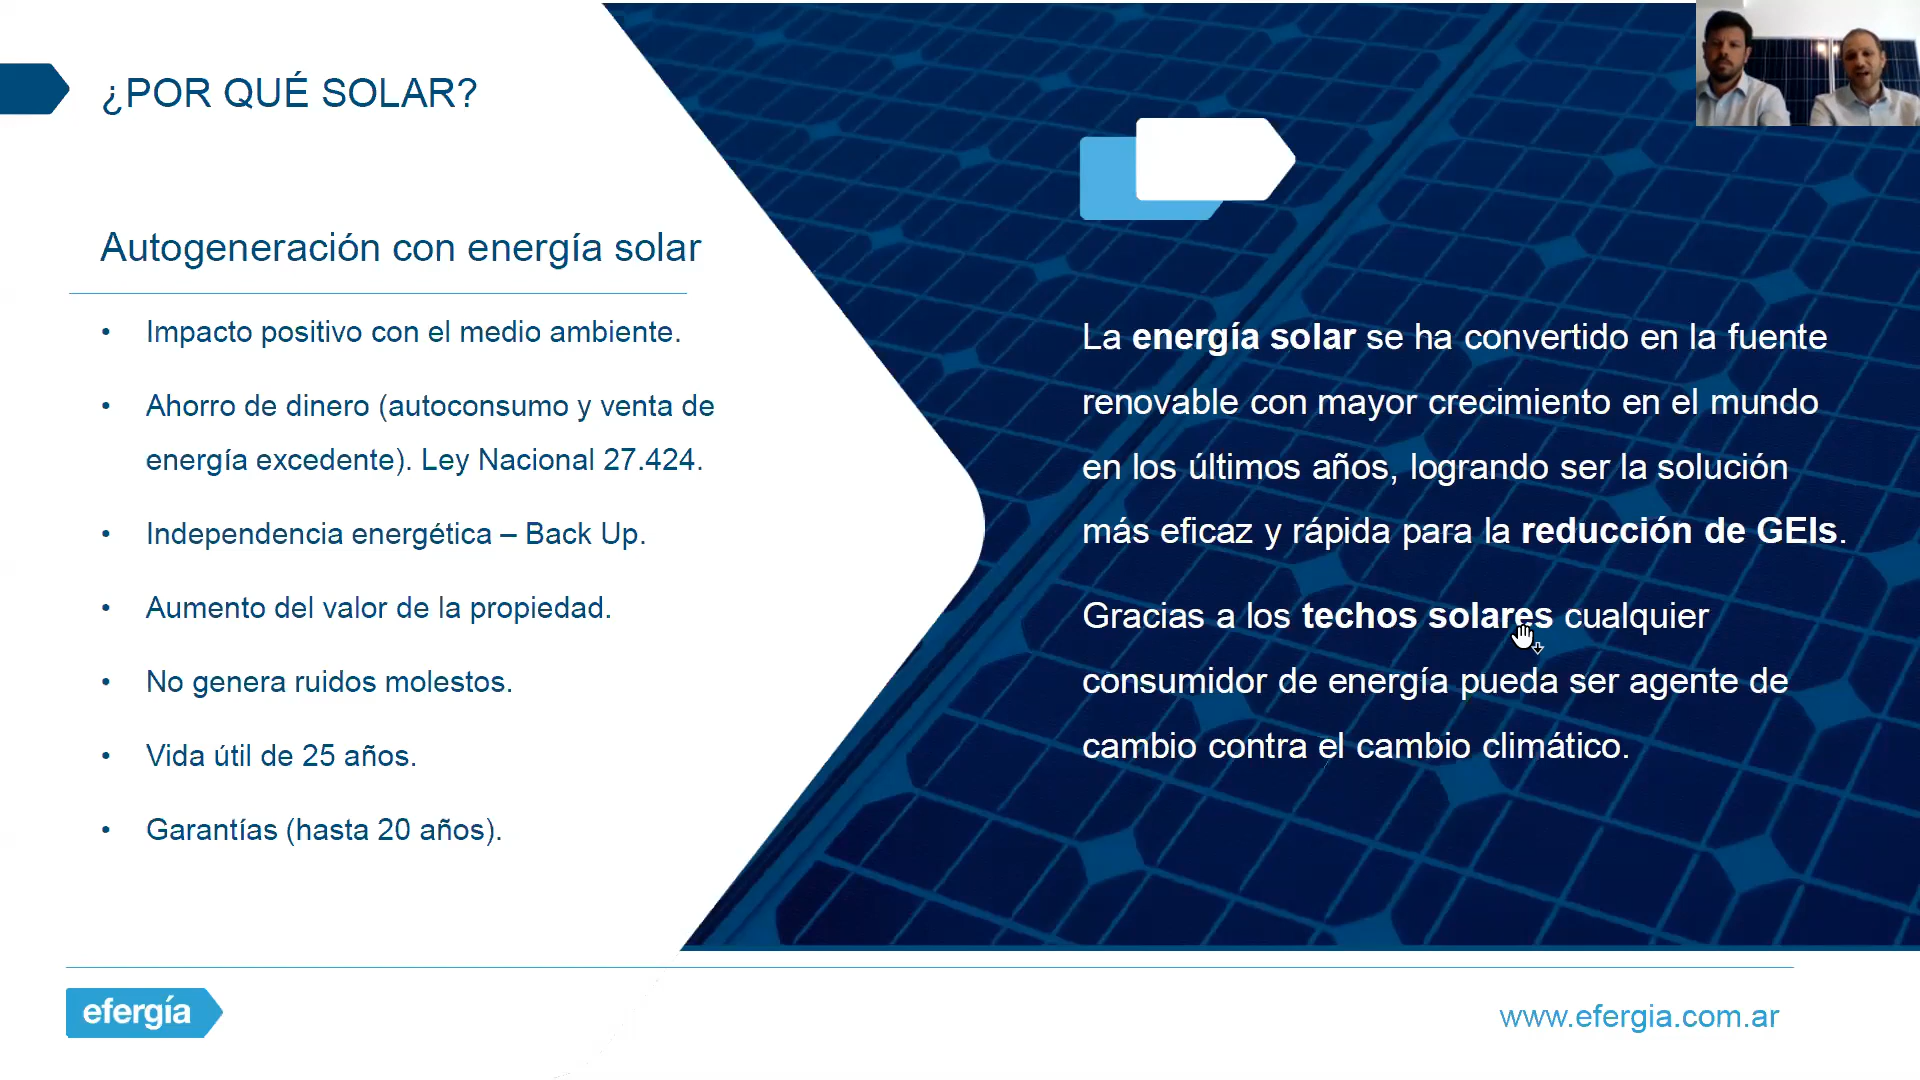 ¿POR QUÉ SOLAR?
Autogeneración con energía solar
• Impacto positivo con el medio ambiente.
• Ahorro de dinero (autoconsumo y venta de
energía excedente). Ley Nacional 27.424.
• Independencia energética – Back Up.
• Aumento del valor de la propiedad.
• No genera ruidos molestos.
• Vida útil de 25 años.
• Garantías (hasta 20 años).
La energía solar se ha convertido en la fuente
renovable con mayor crecimiento en el mundo
en los últimos años, logrando ser la solución
más eficaz y rápida para la reducción de GEIs.
Gracias a los techos solares cualquier
consumidor de energía pueda ser agente de
cambio contra el cambio climático.
efergía
www.efergia.com.ar